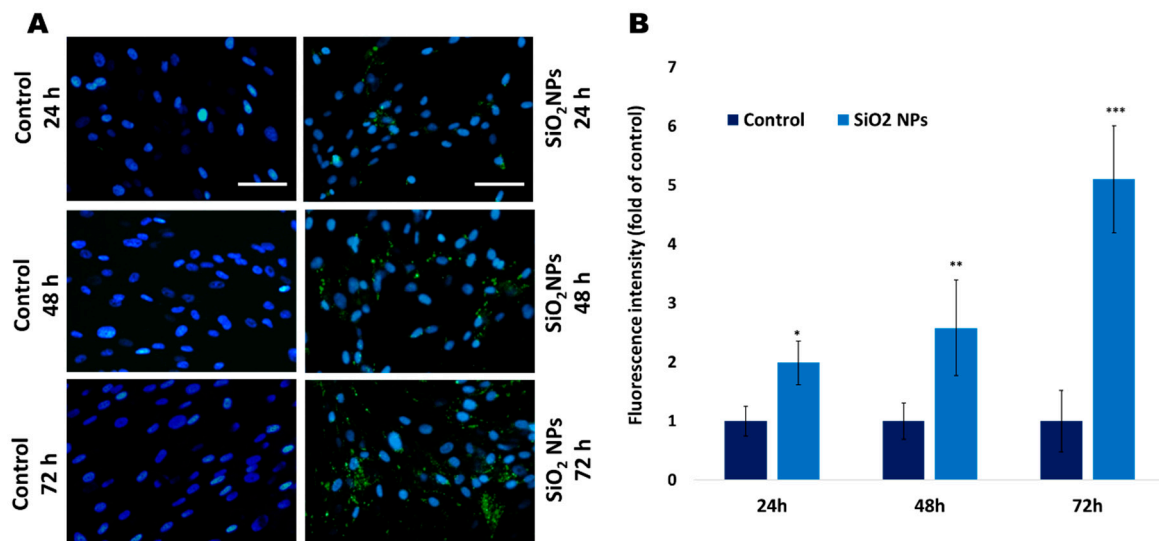 A
Control
24 h
SiO2NPs
24 h
Control
48 h
SiO2NPs
48 h
Control
72 h
SiO2 NPs
72 h
B
Fluorescence intensity (fold of control)
7
6
5
4
3
2
1
0
Control
SiO2 NPs
*
**
***
24h
48h
72h